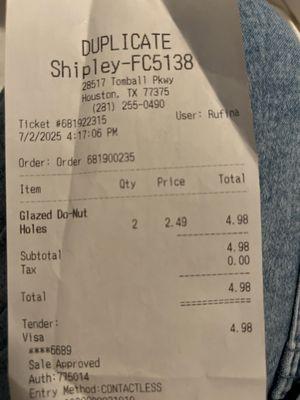 DUPLICATE
Shipley-FC5138
28517 Tomball Pkwy
Houston, TX 77375
(281) 255-0490
Ticket #681922315 User: Rufina
7/2/2025 4:17:06 PM
Order: Order 681900235
Item Qty Price Total
Glazed Do-Nut Holes 2 2.49 4.98
Subtotal 4.98
Tax 0.00
Total 4.98
Tender:
Visa 4.98
****6689
Sale Approved
Auth:775014
Entry Method:CONTACTLESS